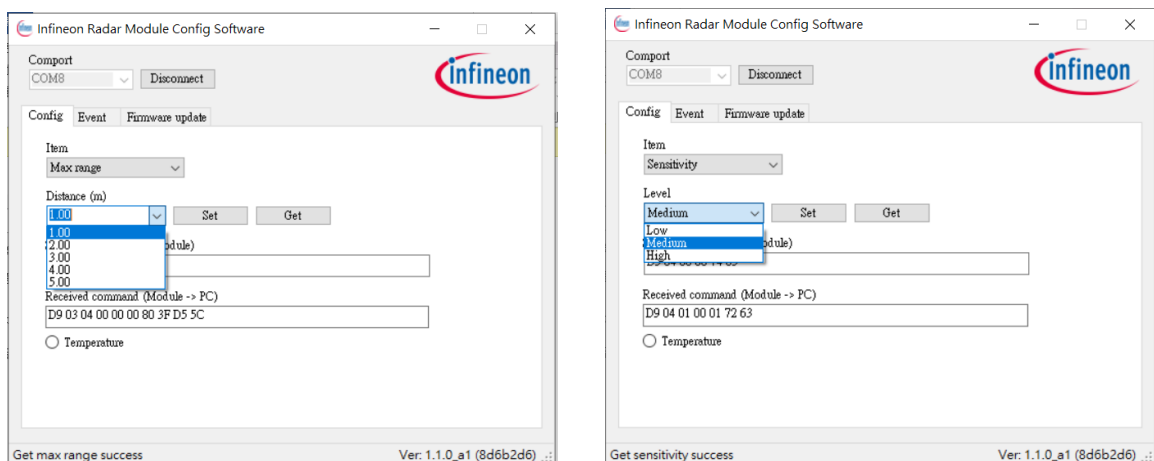 Infineon Radar Module Config Software
Comport
COM8
Disconnect
infineon
Config
Event
Firmware update
Item
Max range
Distance (m)
1.00
Set
Get
1.00
2.00
3.00
4.00
5.00
Received command (Module -> PC)
D9 03 04 00 00 00 80 3F D5 5C
Temperature
Get max range success
Ver: 1.1.0_a1 (8d6b2d6)
Infineon Radar Module Config Software
Comport
COM8
Disconnect
infineon
Config
Event
Firmware update
Item
Sensitivity
Level
Medium
Set
Get
Low
Medium
High
Received command (Module -> PC)
D9 04 01 00 01 72 63
Temperature
Get sensitivity success
Ver: 1.1.0_a1 (8d6b2d6)